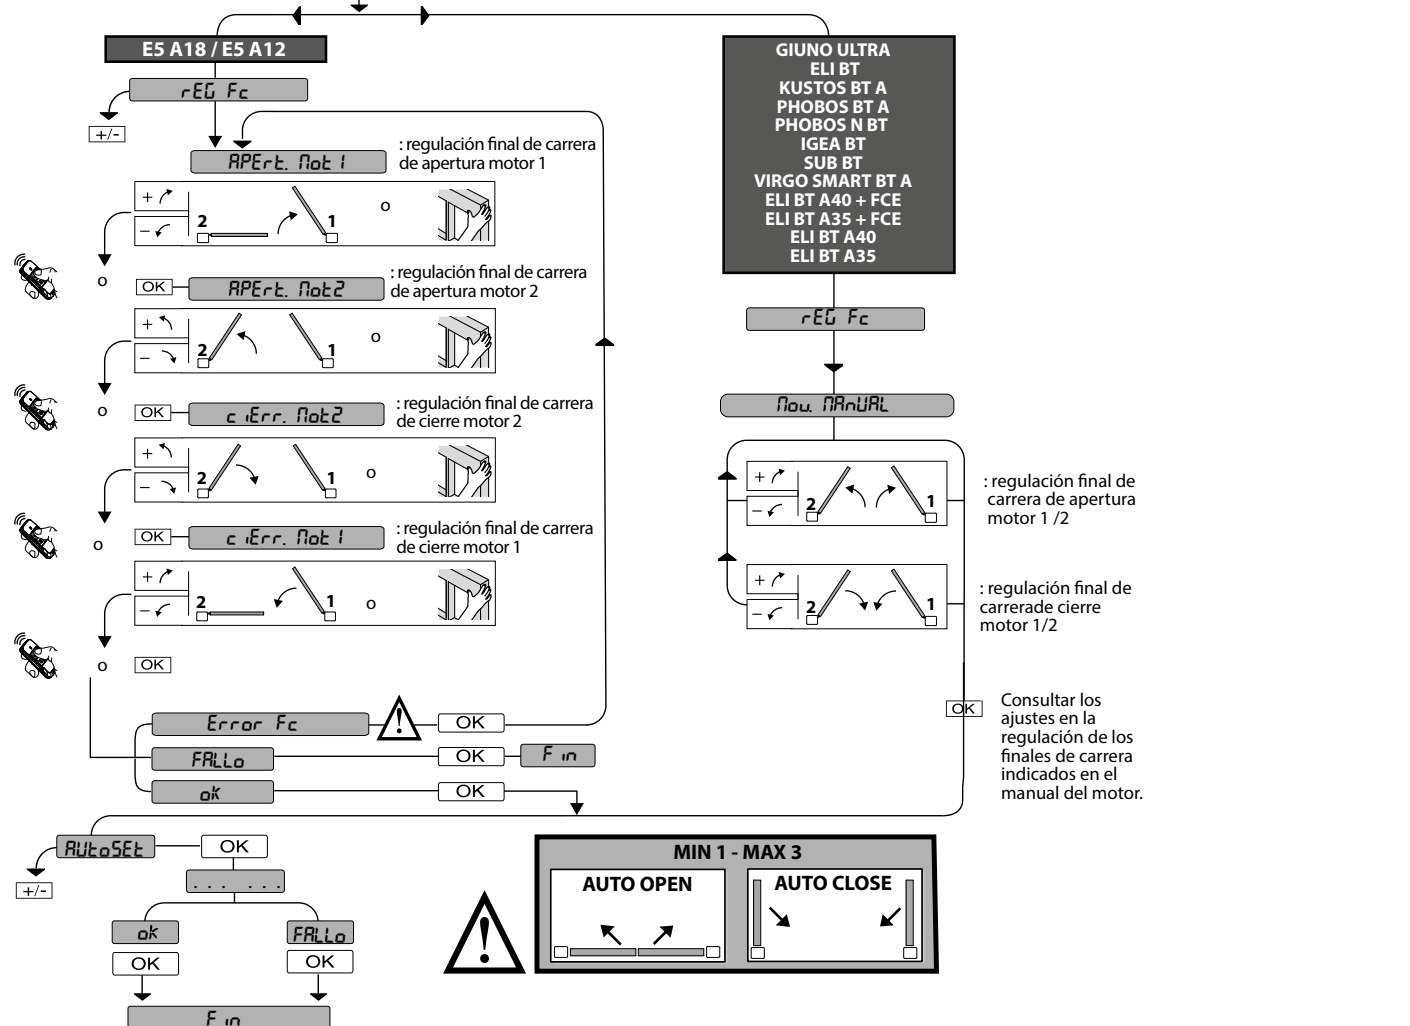 E5 A18 / E5 A12
rEG Fc
+/-
APErt. Mot 1
: regulación final de carrera
de apertura motor 1
+
−
2
1
o
o
OK
APErt. Mot2
: regulación final de carrera
de apertura motor 2
+
−
2
1
o
o
OK
ciErr. Mot2
: regulación final de carrera
de cierre motor 2
+
−
2
1
o
o
OK
ciErr. Mot 1
: regulación final de carrera
de cierre motor 1
+
−
2
1
o
o
OK
Error Fc
!
OK
FALLo
OK
Fin
ok
OK
GIUNO ULTRA
ELI BT
KUSTOS BT A
PHOBOS BT A
PHOBOS N BT
IGEA BT
SUB BT
VIRGO SMART BT A
ELI BT A40 + FCE
ELI BT A35 + FCE
ELI BT A40
ELI BT A35
rEG Fc
Mou. MAnUAL
+
−
2
1
: regulación final de
carrera de apertura
motor 1 /2
+
−
2
1
: regulación final de
carrerade cierre
motor 1/2
OK
Consultar los
ajustes en la
regulación de los
finales de carrera
indicados en el
manual del motor.
AUtoSEt
OK
+/-
... ...
ok
FALLo
OK
OK
Fin
!
MIN 1 - MAX 3
AUTO OPEN
AUTO CLOSE